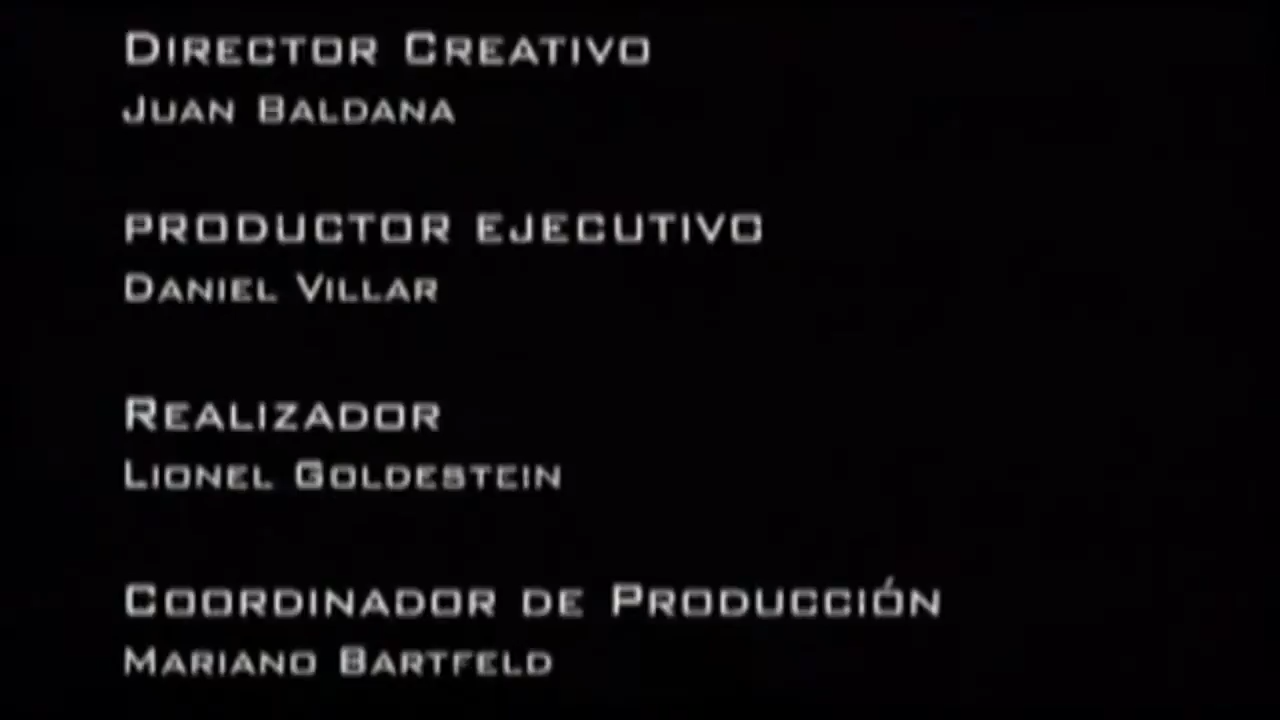 Director Creativo
Juan Baldana
PRODUCTOR EJECUTIVO
Daniel Villar
Realizador
Lionel Goldestein
Coordinador de Producción
Mariano Bartfeld